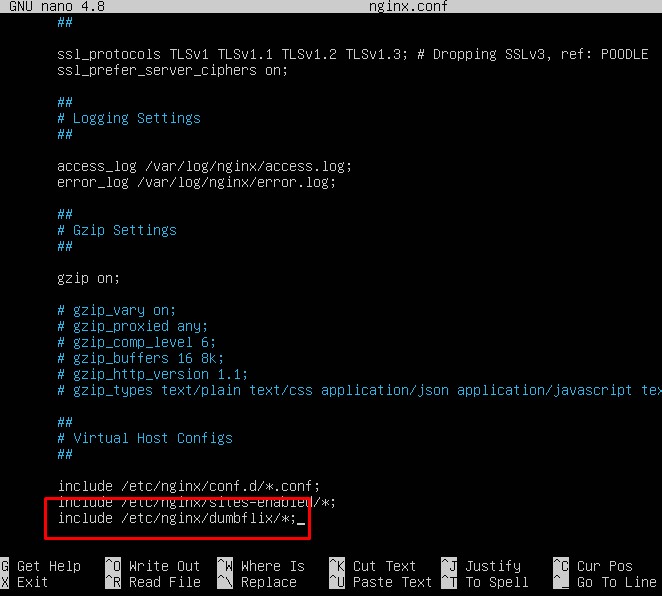 GNU nano 4.8 nginx.conf
##
ssl_protocols TLSv1 TLSv1.1 TLSv1.2 TLSv1.3; # Dropping SSLv3, ref: POODLE
ssl_prefer_server_ciphers on;
##
# Logging Settings
##
access_log /var/log/nginx/access.log;
error_log /var/log/nginx/error.log;
##
# Gzip Settings
##
gzip on;
# gzip_vary on;
# gzip_proxied any;
# gzip_comp_level 6;
# gzip_buffers 16 8k;
# gzip_http_version 1.1;
# gzip_types text/plain text/css application/json application/javascript tex
##
# Virtual Host Configs
##
include /etc/nginx/conf.d/*.conf;
include /etc/nginx/sites-enabled/*;
include /etc/nginx/dumbflix/*;_
G Get Help ^O Write Out ^W Where Is ^K Cut Text ^J Justify ^C Cur Pos
X Exit ^R Read File ^\ Replace ^U Paste Text ^T To Spell ^_ Go To Line